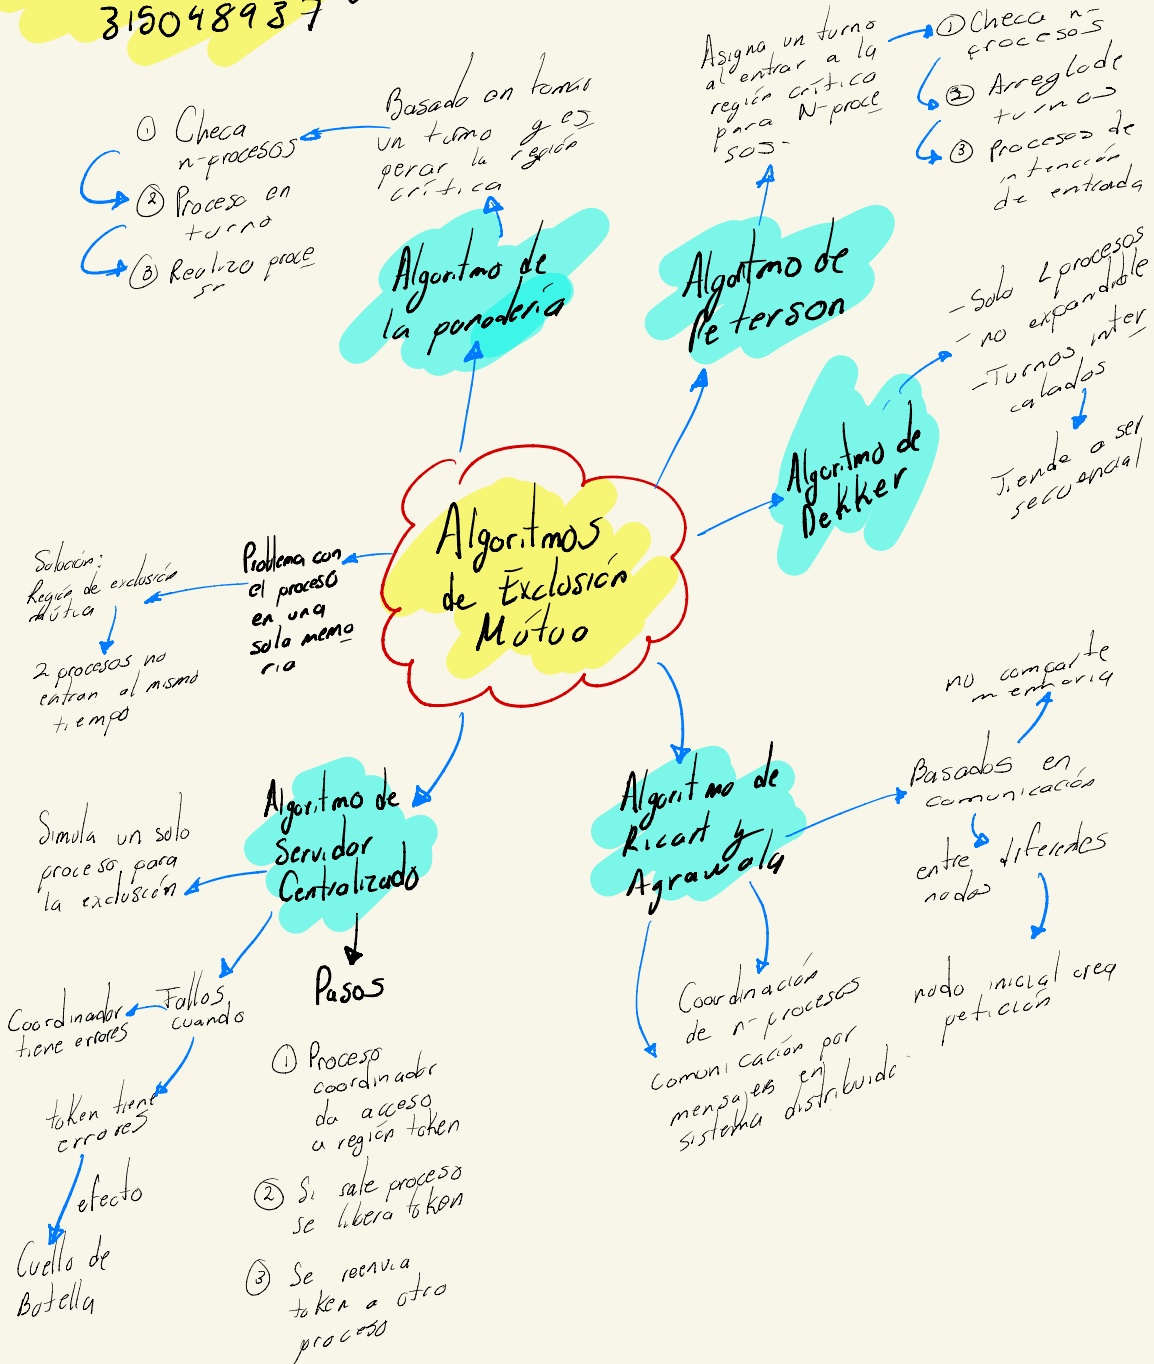 315048937
Algoritmos
de Exclusión
Mútua
Algoritmo de
la panadería
Basado en tomar
un turno y es
perar la región
crítica
① Checa
n-procesos
② Proceso en
turno
③ Realiza proce
so
Algoritmo de
Peterson
Asigna un turno
al entrar a la
región crítica
para N-proce
sos-
① Checa n-
procesos
② Arreglo de
turnos
③ Procesos de
intención
de entrada
Algoritmo de
Dekker
-Solo 2 procesos
- no expandible
-Turnos inter
calados
Tiende a ser
secuencial
Problema con
el proceso
en una
sola memo
ria
Solución:
Región de exclusión
mútua
2 procesos no
entran al mismo
tiempo
Algoritmo de
Servidor
Centralizado
Simula un solo
proceso para
la exclusión
Fallos
cuando
Coordinador
tiene errores
token tiene
errores
efecto
Cuello de
Botella
Pasos
① Proceso
coordinador
da acceso
a región token
② Si sale proceso
se libera token
③ Se reenvia
token a otro
proceso
Algoritmo de
Ricart y
Agrawala
Basados en
comunicación
no comparte
memoria
entre diferedes
nodos
nodo inicial crea
petición
Coordinación
de n-procesos
Comunicación por
mensajes en
sistema distribuido